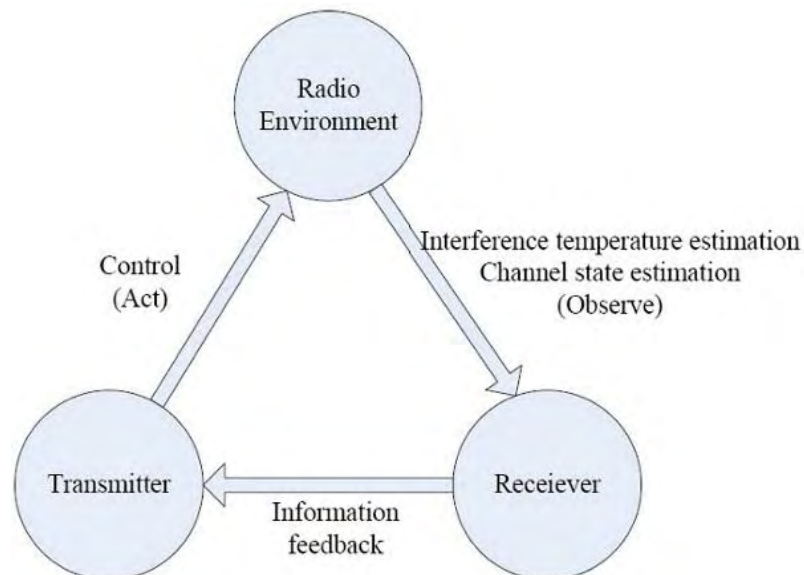 Radio
Environment
Interference temperature estimation
Channel state estimation
(Observe)
Control
(Act)
Transmitter
Receiever
Information
feedback